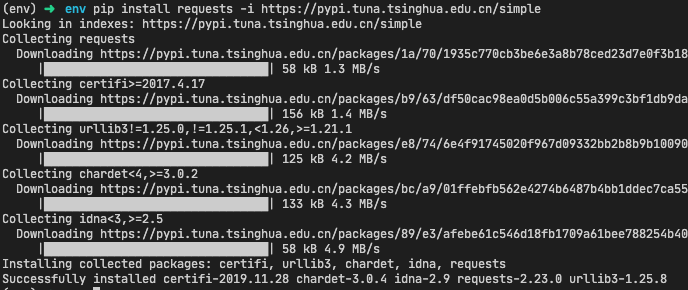 (env) ➜ env pip install requests -i https://pypi.tuna.tsinghua.edu.cn/simple
Looking in indexes: https://pypi.tuna.tsinghua.edu.cn/simple
Collecting requests
Downloading https://pypi.tuna.tsinghua.edu.cn/packages/1a/70/1935c770cb3be6e3a8b78ced23d7e0f3b18
|████████████████████████████████| 58 kB 1.3 MB/s
Collecting certifi>=2017.4.17
Downloading https://pypi.tuna.tsinghua.edu.cn/packages/b9/63/df50cac98ea0d5b006c55a399c3bf1db9da
|████████████████████████████████| 156 kB 1.4 MB/s
Collecting urllib3!=1.25.0,!=1.25.1,<1.26,>=1.21.1
Downloading https://pypi.tuna.tsinghua.edu.cn/packages/e8/74/6e4f91745020f967d09332bb2b8b9b10090
|████████████████████████████████| 125 kB 4.2 MB/s
Collecting chardet<4,>=3.0.2
Downloading https://pypi.tuna.tsinghua.edu.cn/packages/bc/a9/01ffebfb562e4274b6487b4bb1ddec7ca55
|████████████████████████████████| 133 kB 4.3 MB/s
Collecting idna<3,>=2.5
Downloading https://pypi.tuna.tsinghua.edu.cn/packages/89/e3/afebe61c546d18fb1709a61bee788254b40
|████████████████████████████████| 58 kB 4.9 MB/s
Installing collected packages: certifi, urllib3, chardet, idna, requests
Successfully installed certifi-2019.11.28 chardet-3.0.4 idna-2.9 requests-2.23.0 urllib3-1.25.8